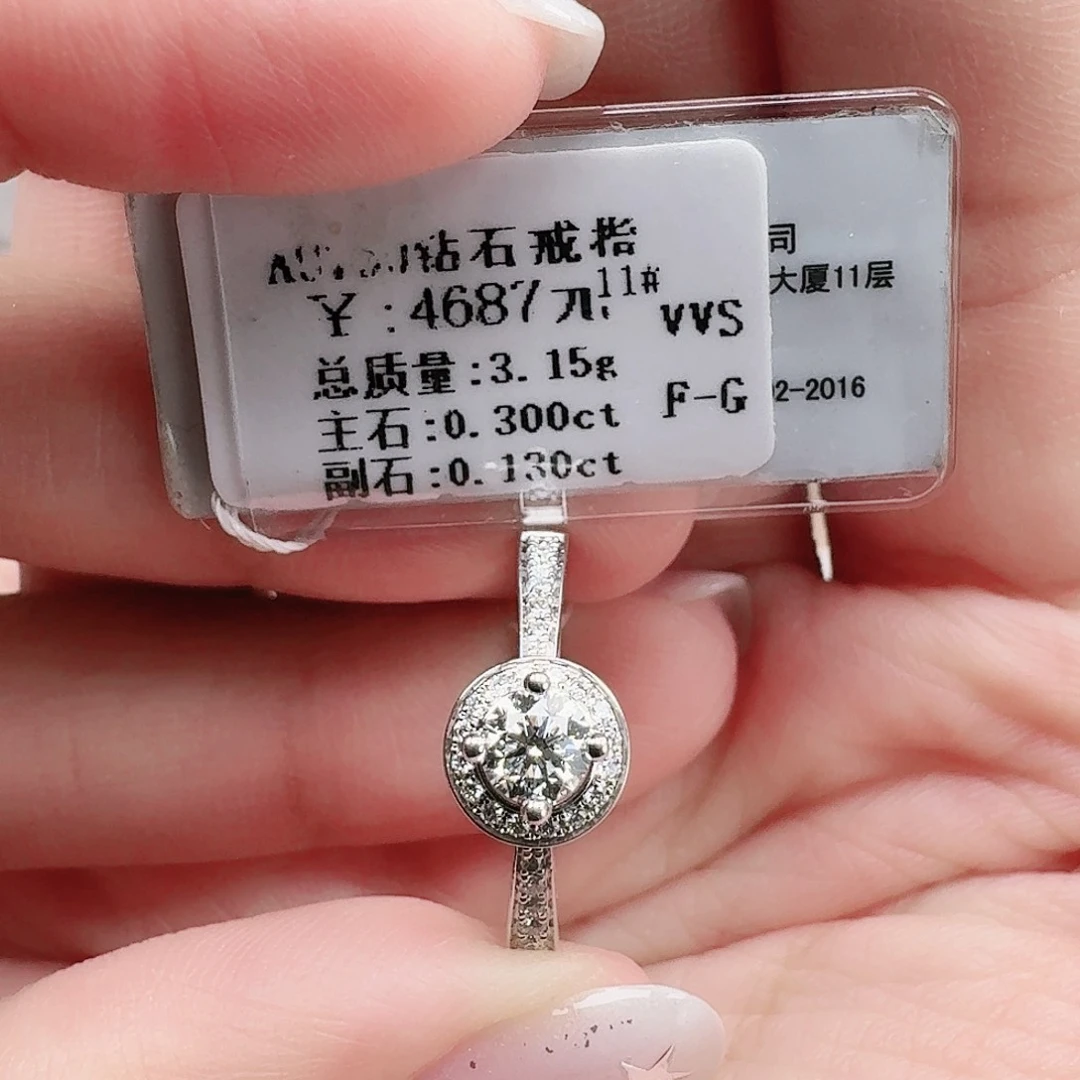 钻石戒指
￥:4687元 11#
VVS
总质量:3.15g
F-G
主石:0.300ct
副石:0.130ct
司
大厦11层
2-2016